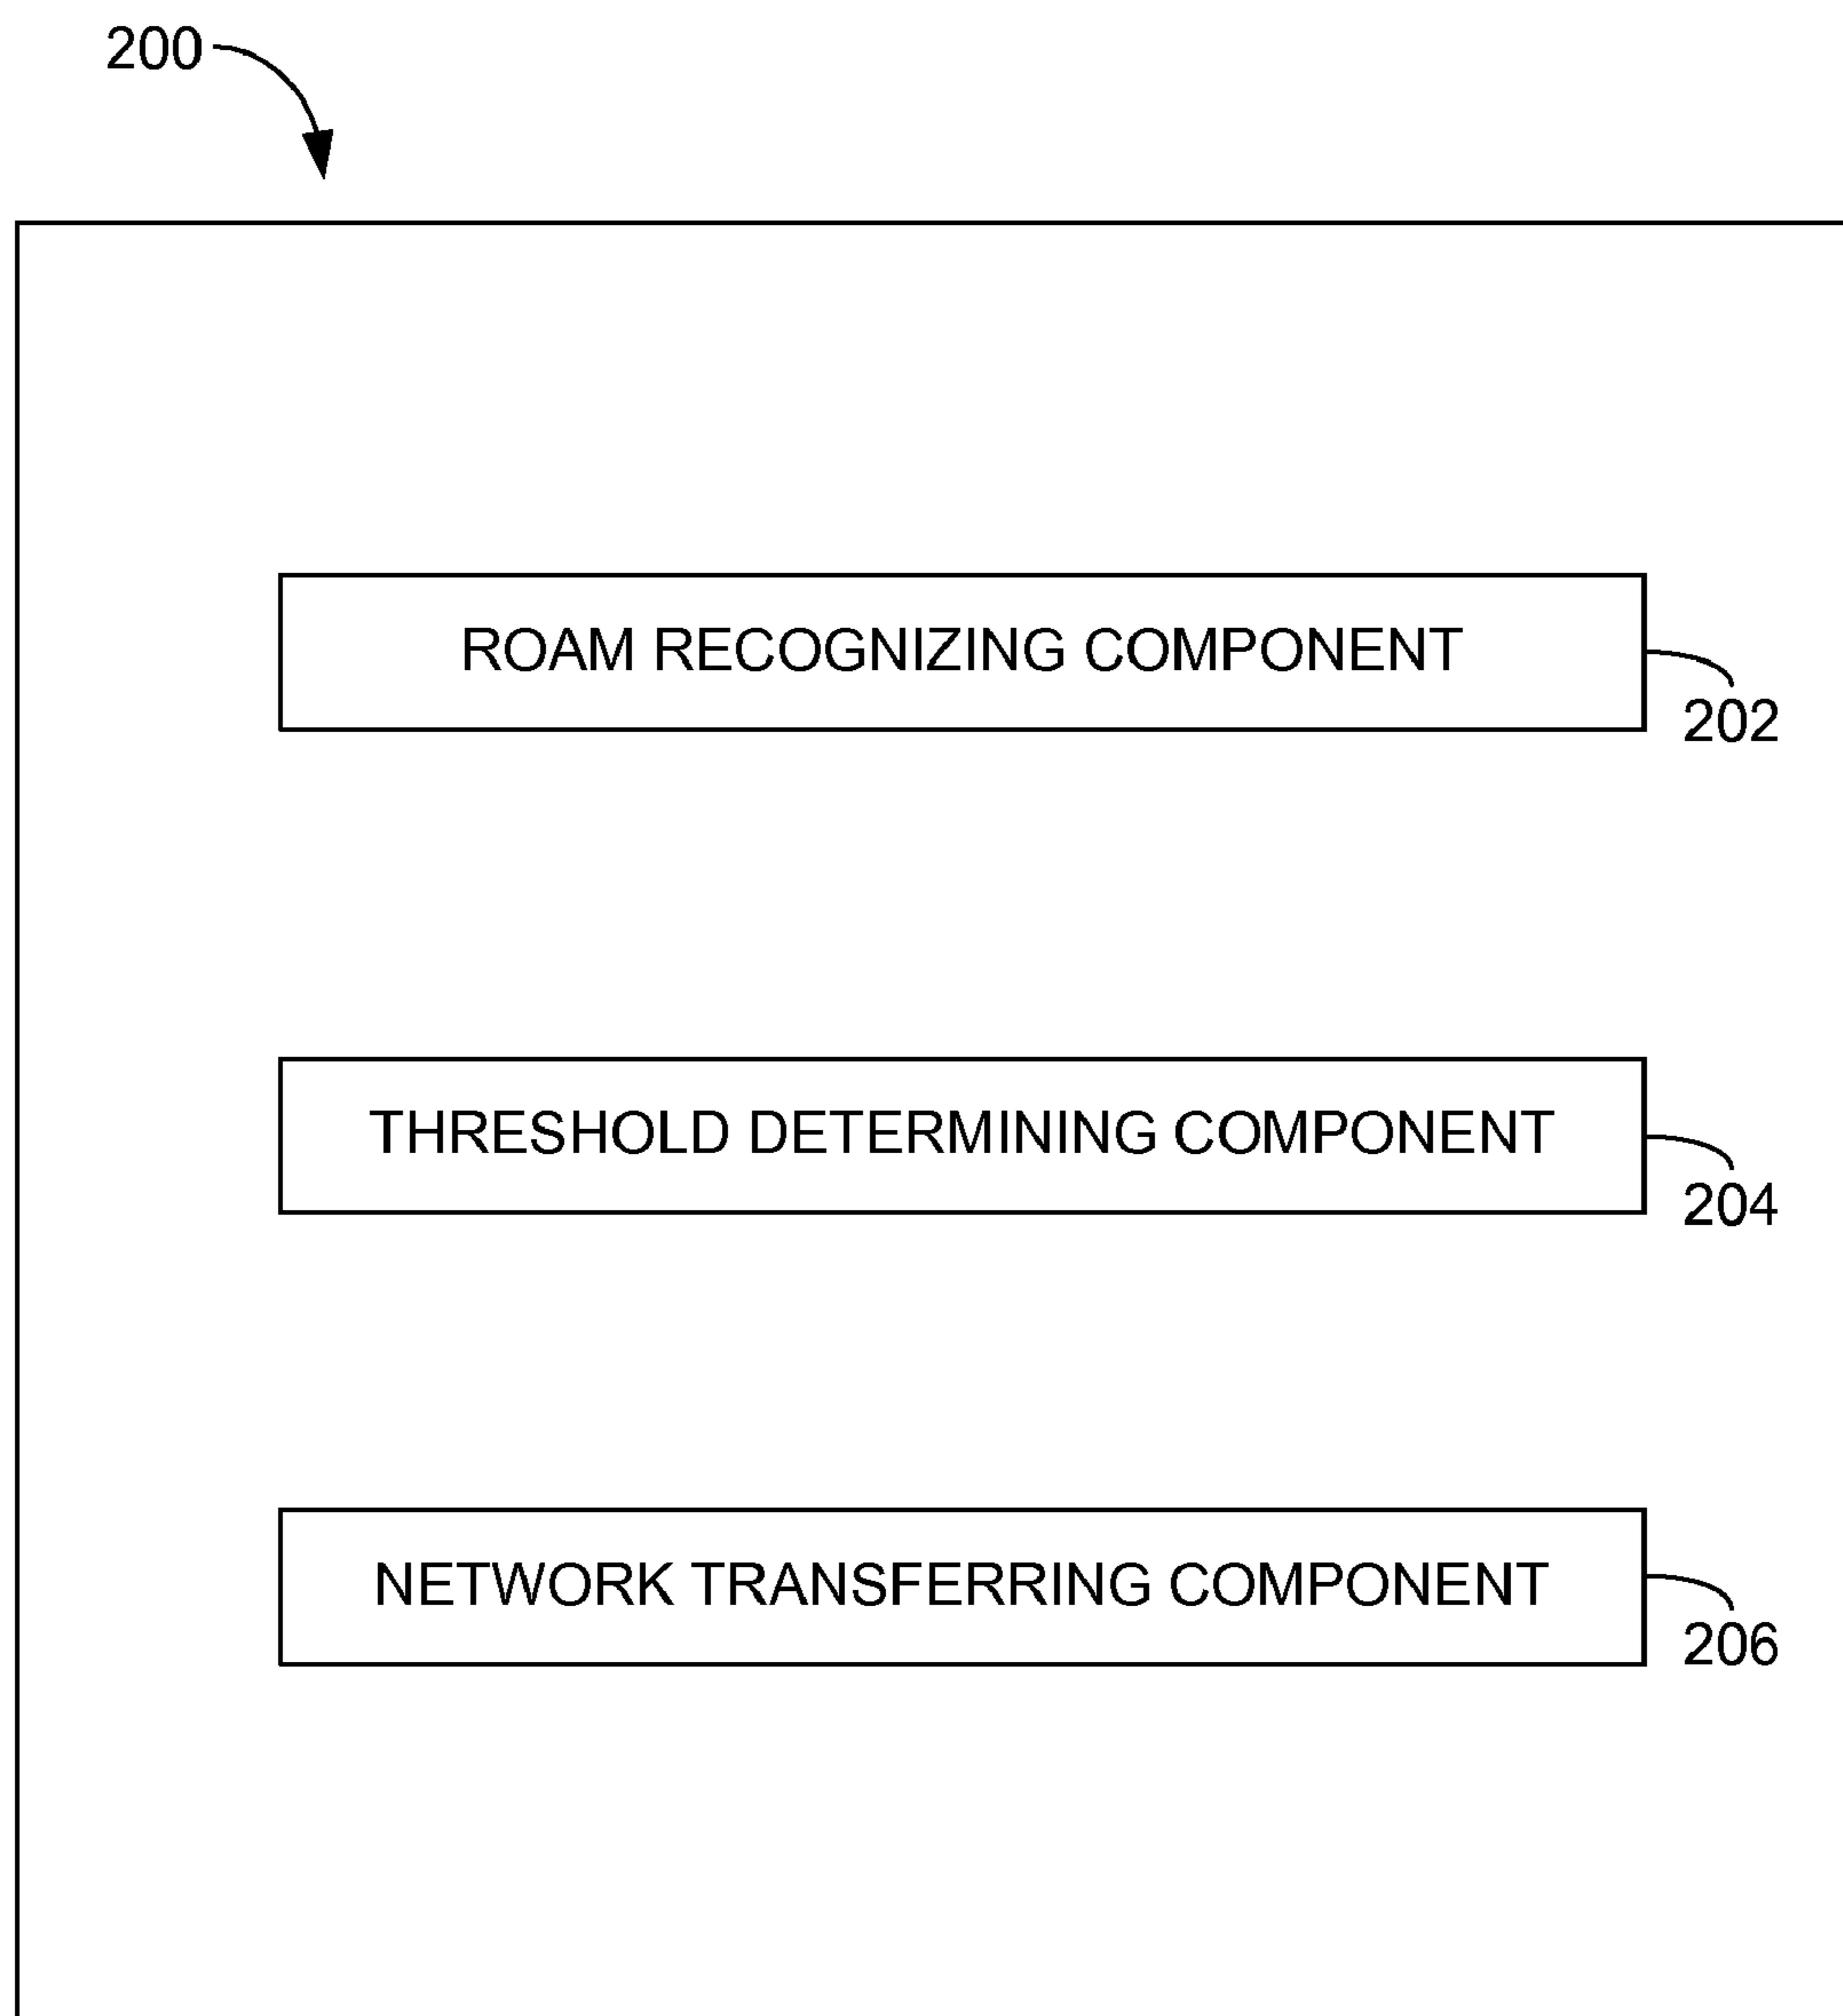 200
ROAM RECOGNIZING COMPONENT
202
THRESHOLD DETERMINING COMPONENT
204
NETWORK TRANSFERRING COMPONENT
206